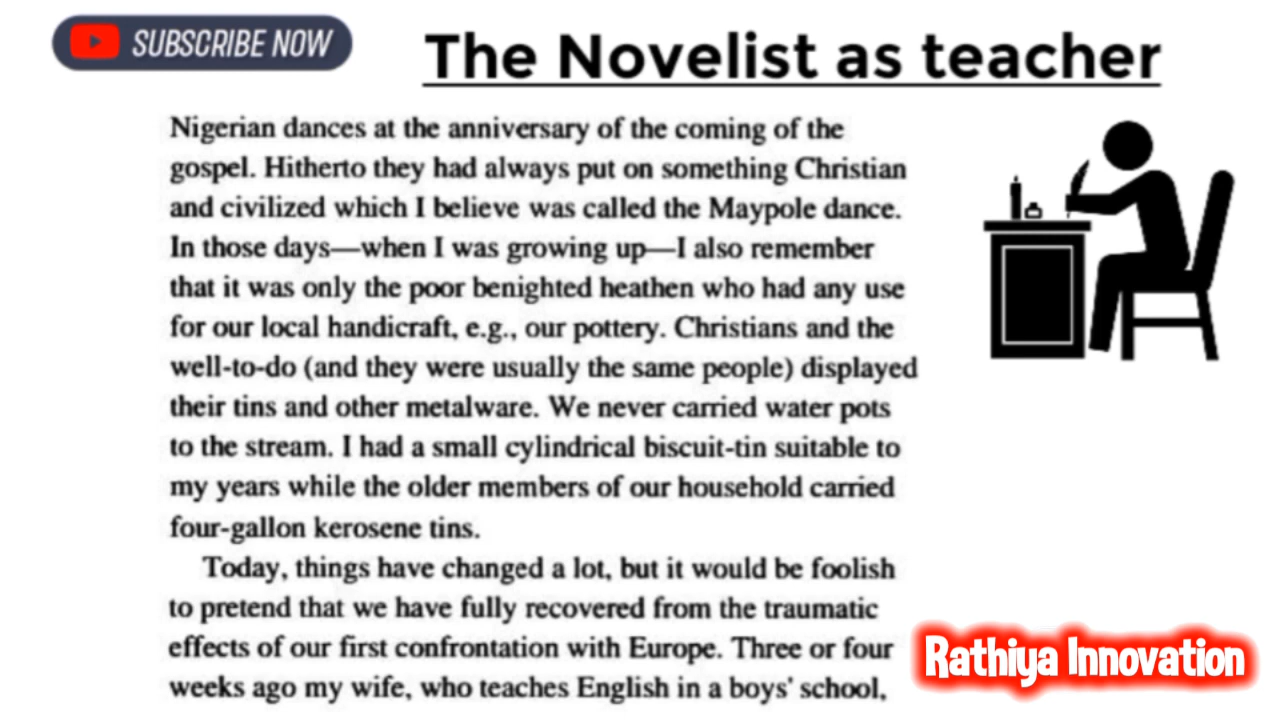 SUBSCRIBE NOW
The Novelist as teacher
Nigerian dances at the anniversary of the coming of the
gospel. Hitherto they had always put on something Christian
and civilized which I believe was called the Maypole dance.
In those days—when I was growing up—I also remember
that it was only the poor benighted heathen who had any use
for our local handicraft, e.g., our pottery. Christians and the
well-to-do (and they were usually the same people) displayed
their tins and other metalware. We never carried water pots
to the stream. I had a small cylindrical biscuit-tin suitable to
my years while the older members of our household carried
four-gallon kerosene tins.
Today, things have changed a lot, but it would be foolish
to pretend that we have fully recovered from the traumatic
effects of our first confrontation with Europe. Three or four
weeks ago my wife, who teaches English in a boys' school,
Rathiya Innovation